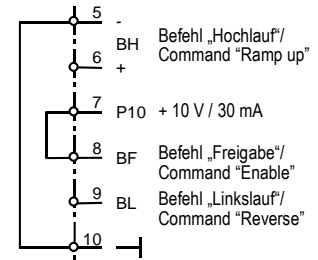 5 -
BH Befehl „Hochlauf“/
Command “Ramp up”
6 +
7 P10 + 10 V / 30 mA
8 BF Befehl „Freigabe“/
Command “Enable”
9 BL Befehl „Linkslauf“/
Command “Reverse”
10